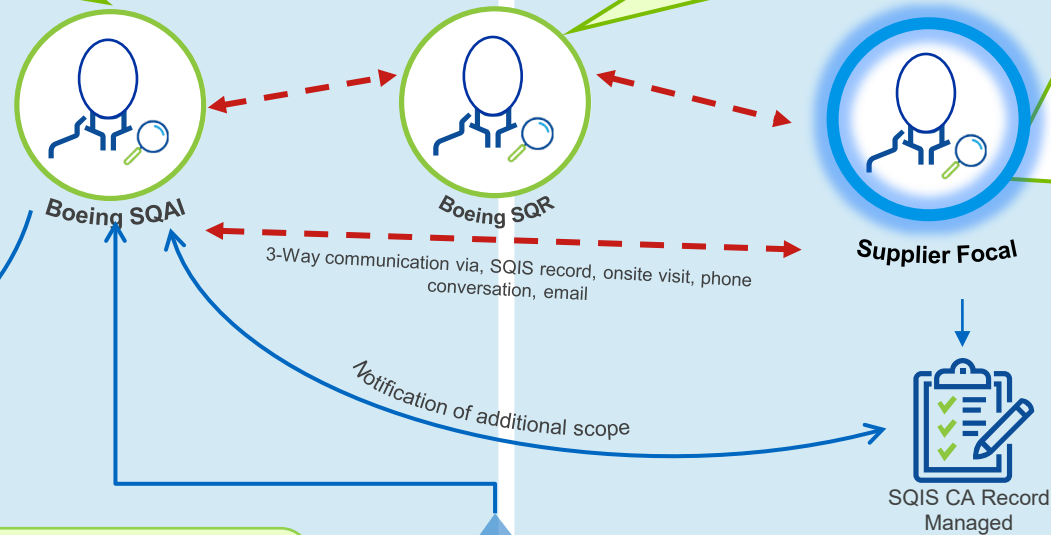 Boeing SQAI
Boeing SQR
Supplier Focal
3-Way communication via, SQIS record, onsite visit, phone
conversation, email
Notification of additional scope
SQIS CA Record
Managed